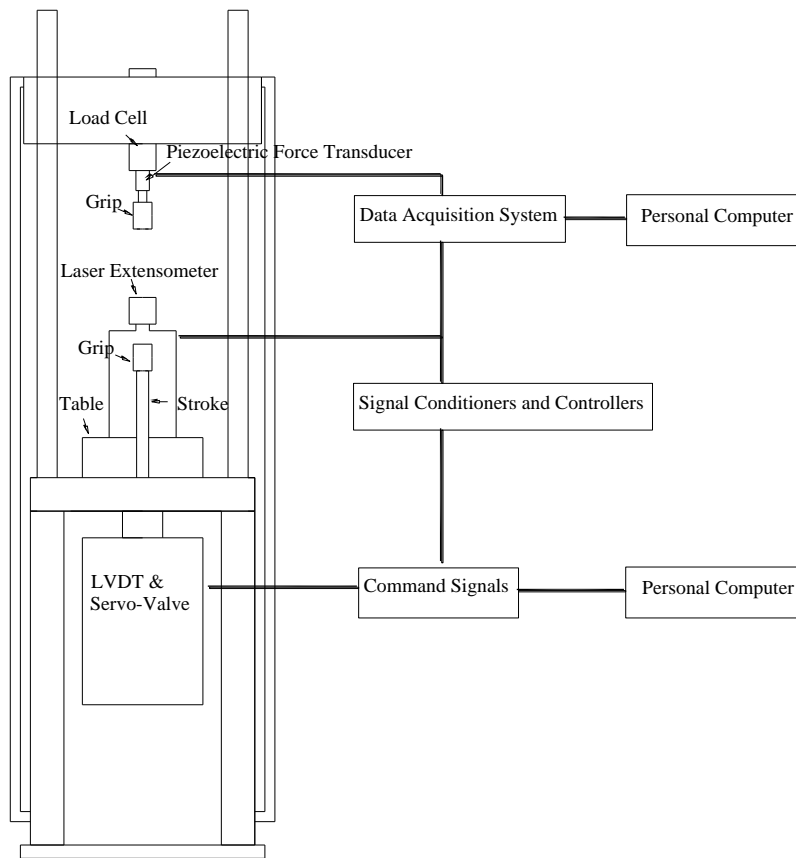 Load Cell
Piezoelectric Force Transducer
Grip
Data Acquisition System
Personal Computer
Laser Extensometer
Grip
Table
Stroke
Signal Conditioners and Controllers
LVDT &
Servo-Valve
Command Signals
Personal Computer